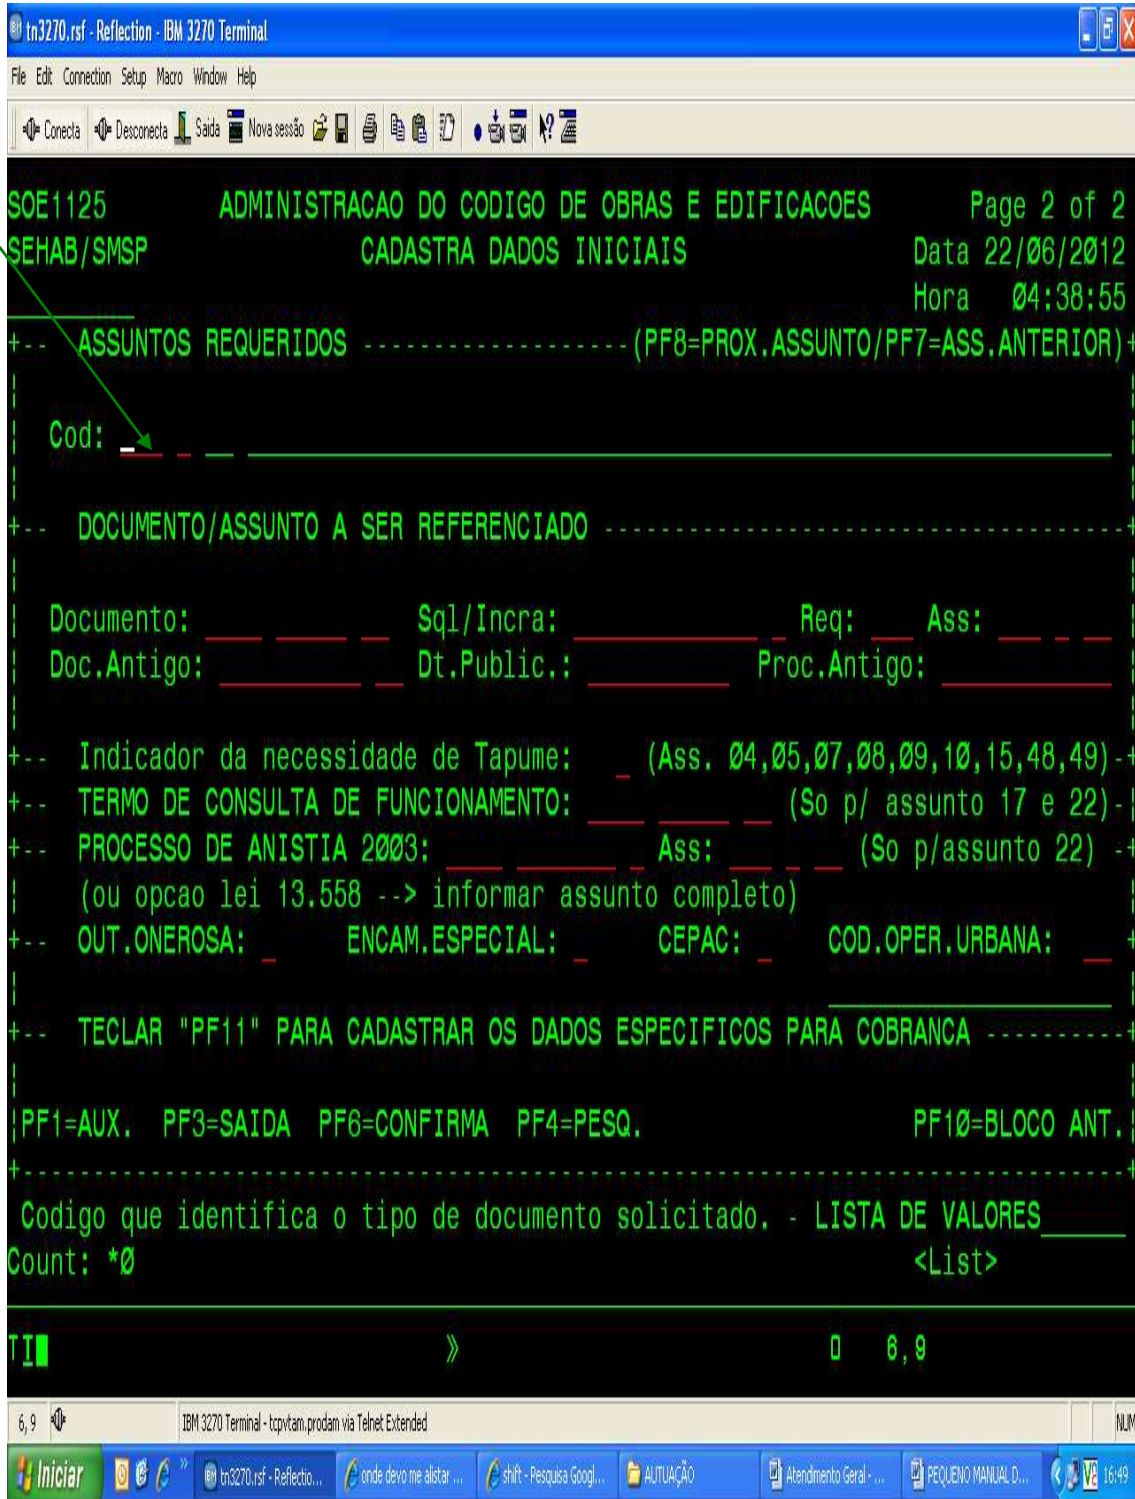 tn3270.rsf - Reflection - IBM 3270 Terminal
File Edit Connection Setup Macro Window Help
Conecta Desconecta Saida Nova sessão
SOE1125 ADMINISTRACAO DO CODIGO DE OBRAS E EDIFICACOES Page 2 of 2
SEHAB/SMSP CADASTRA DADOS INICIAIS Data 22/06/2012
Hora 04:38:55
+-- ASSUNTOS REQUERIDOS -------------------(PF8=PROX.ASSUNTO/PF7=ASS.ANTERIOR)+
Cod:
+-- DOCUMENTO/ASSUNTO A SER REFERENCIADO -------------------------------------+
Documento: Sql/Incra: Req: Ass:
Doc.Antigo: Dt.Public.: Proc.Antigo:
+-- Indicador da necessidade de Tapume: _ (Ass. 04,05,07,08,09,10,15,48,49)-+
+-- TERMO DE CONSULTA DE FUNCIONAMENTO: (So p/ assunto 17 e 22)-|
+-- PROCESSO DE ANISTIA 2003: Ass: (So p/assunto 22) -+
(ou opcao lei 13.558 --> informar assunto completo)
+-- OUT.ONEROSA: _ ENCAM.ESPECIAL: _ CEPAC: _ COD.OPER.URBANA: __ +
+-- TECLAR "PF11" PARA CADASTRAR OS DADOS ESPECIFICOS PARA COBRANCA ----------+
|PF1=AUX. PF3=SAIDA PF6=CONFIRMA PF4=PESQ. PF10=BLOCO ANT.|
Codigo que identifica o tipo de documento solicitado. - LISTA DE VALORES
Count: *0 <List>
TI » 6,9
6, 9 IBM 3270 Terminal - tcpvtam.prodam via Telnet Extended NUM
Iniciar tn3270.rsf - Reflectio... onde devo me alistar ... shift - Pesquisa Googl... AUTUAÇÃO Atendimento Geral - ... PEQUENO MANUAL D... 16:49